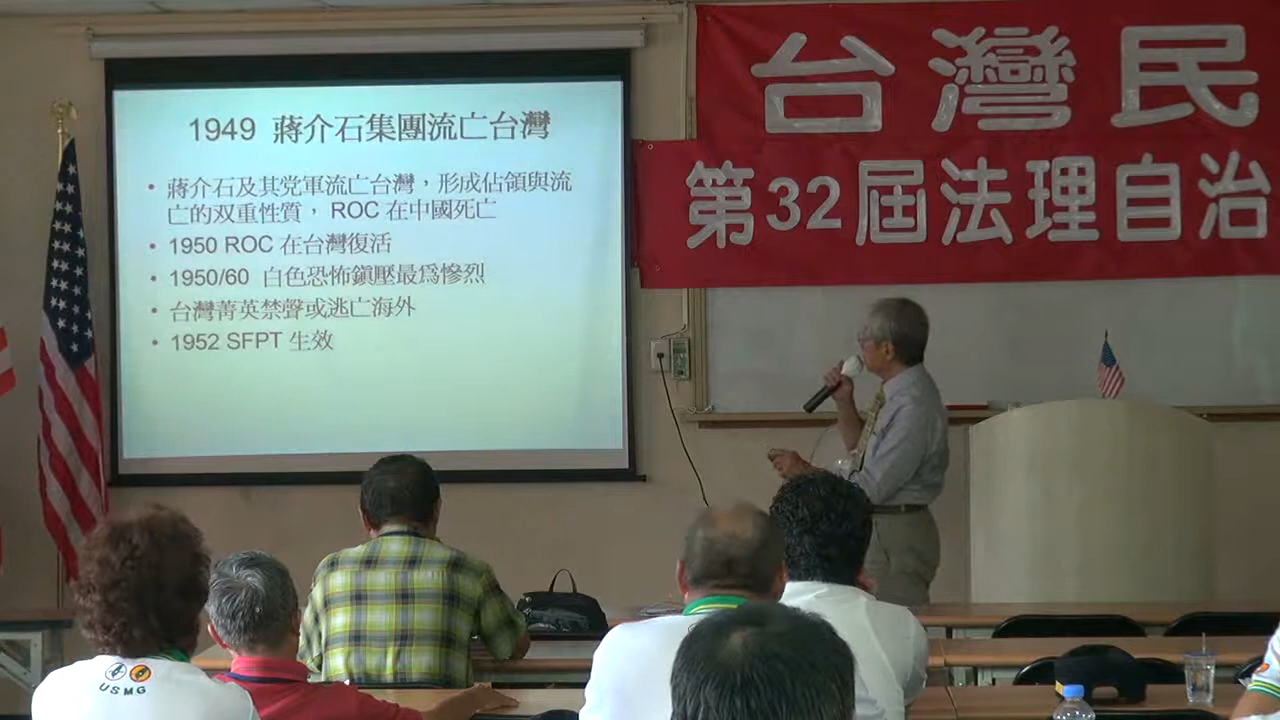 台灣民
第32屆法理自治
1949 蔣介石集團流亡台灣
• 蔣介石及其党軍流亡台灣，形成佔領與流
亡的双重性質， ROC 在中國死亡
• 1950 ROC 在台灣復活
• 1950/60 白色恐怖鎮壓最爲慘烈
• 台灣菁英禁聲或逃亡海外
• 1952 SFPT 生效
USMG